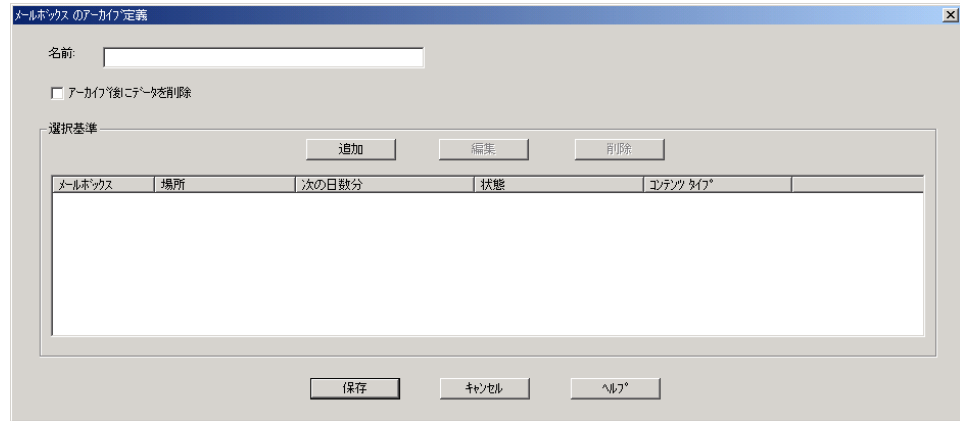 ﾒｰﾙﾎﾞｯｸｽ のｱｰｶｲﾌﾞ定義
名前:
ｱｰｶｲﾌﾞ後にﾃﾞｰﾀを削除
選択基準
追加 編集 削除
ﾒｰﾙﾎﾞｯｸｽ 場所 次の日数分 状態 ｺﾝﾃﾝﾂ ﾀｲﾌﾟ
保存 ｷｬﾝｾﾙ ﾍﾙﾌﾟ